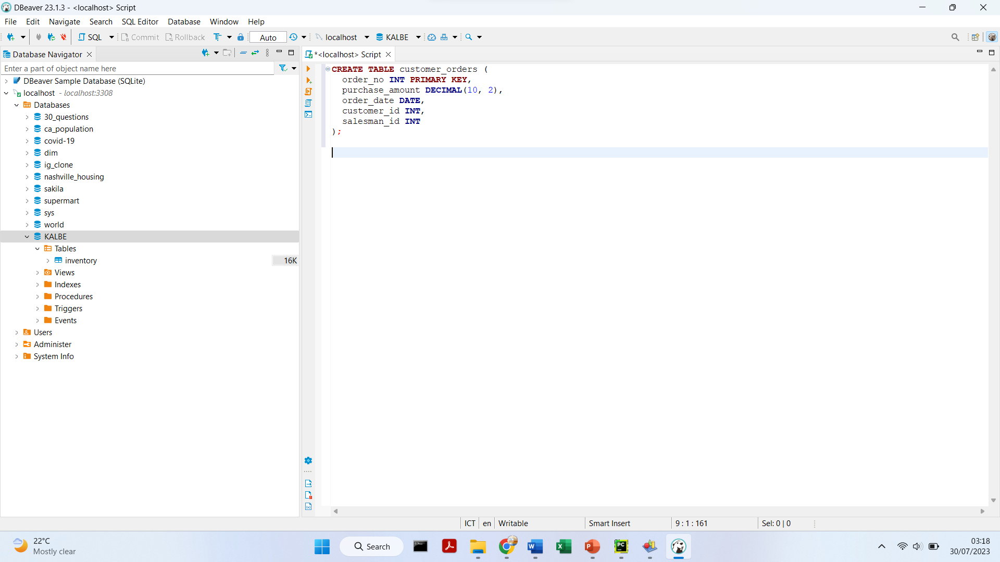 DBeaver 23.1.3 - <localhost> Script
File Edit Navigate Search SQL Editor Database Window Help
SQL Commit Rollback Auto localhost KALBE
Database Navigator
*<localhost> Script
Enter a part of object name here
DBeaver Sample Database (SQLite)
localhost - localhost:3308
Databases
30_questions
ca_population
covid-19
dim
ig_clone
nashville_housing
sakila
supermart
sys
world
KALBE
Tables
inventory 16K
Views
Indexes
Procedures
Triggers
Events
Users
Administer
System Info
CREATE TABLE customer_orders (
order_no INT PRIMARY KEY,
purchase_amount DECIMAL(10, 2),
order_date DATE,
customer_id INT,
salesman_id INT
);
ICT en Writable Smart Insert 9 : 1 : 161 Sel: 0 | 0
22°C
Mostly clear
Search
03:18
30/07/2023